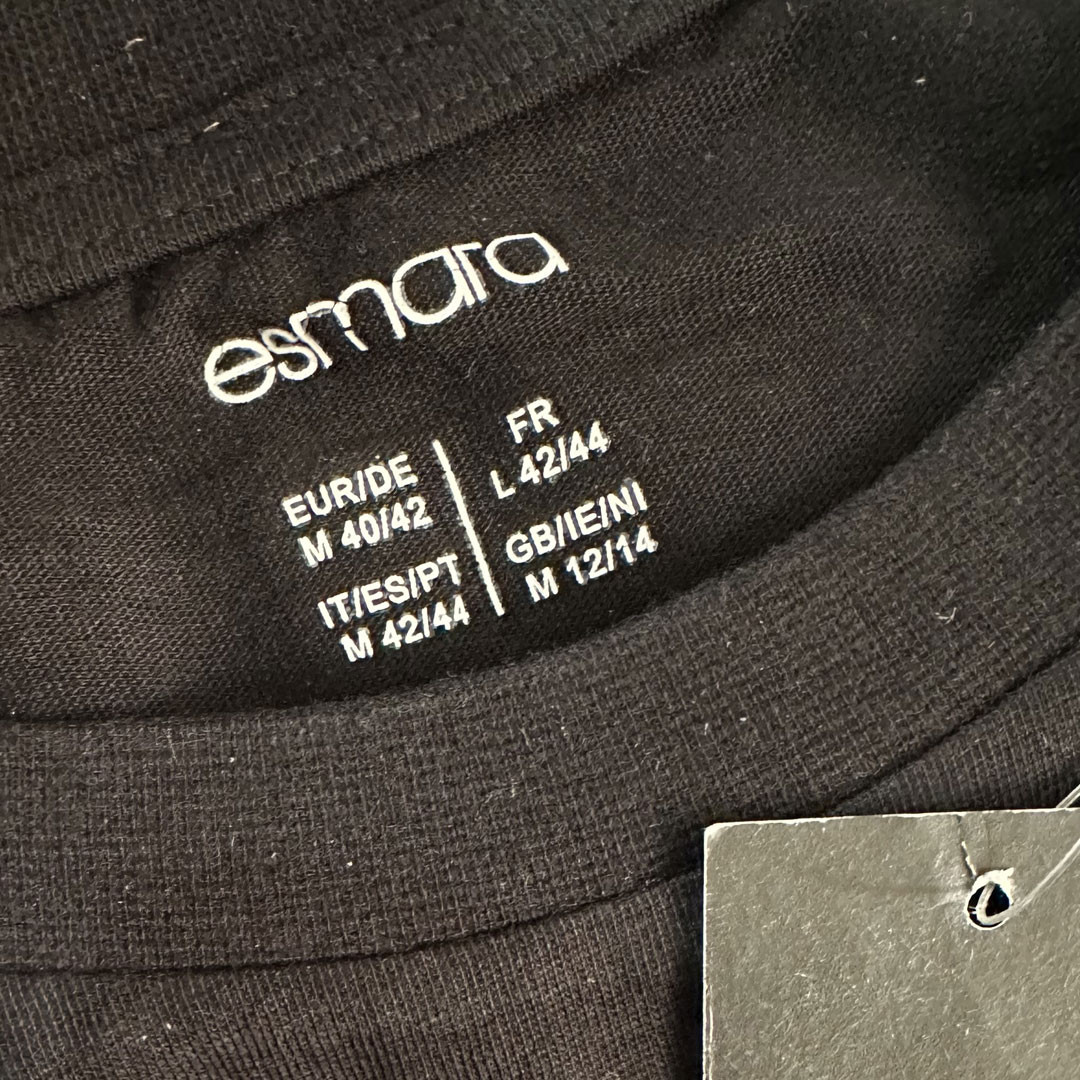 esmara
EUR/DE
M 40/42
IT/ES/PT
M 42/44
FR
L 42/44
GB/IE/NI
M 12/14